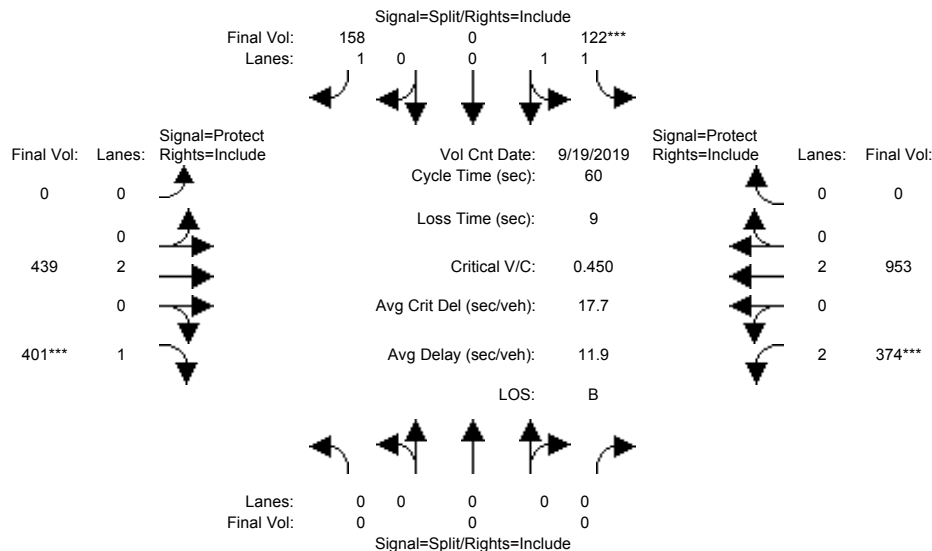 Signal=Split/Rights=Include
Final Vol: 158 0 122***
Lanes: 1 0 0 1 1
Signal=Protect Signal=Protect
Final Vol: Lanes: Rights=Include Vol Cnt Date: 9/19/2019 Rights=Include Lanes: Final Vol:
Cycle Time (sec): 60
0 0 0 0
Loss Time (sec): 9
0 0
439 2 Critical V/C: 0.450 2 953
0 Avg Crit Del (sec/veh): 17.7 0
401*** 1 Avg Delay (sec/veh): 11.9 2 374***
LOS: B
Lanes: 0 0 0 0 0
Final Vol: 0 0 0
Signal=Split/Rights=Include